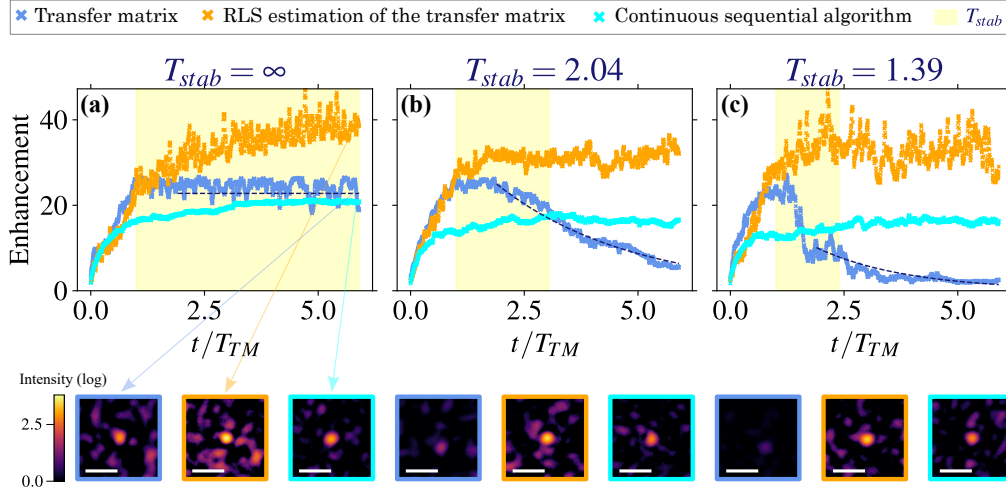 Transfer matrix RLS estimation of the transfer matrix Continuous sequential algorithm T_stab
T_stab = ∞ T_stab = 2.04 T_stab = 1.39
(a) (b) (c)
Enhancement
40
20
0
0.0 2.5 5.0 0.0 2.5 5.0 0.0 2.5 5.0
t/T_TM t/T_TM t/T_TM
Intensity (log)
2.5
0.0